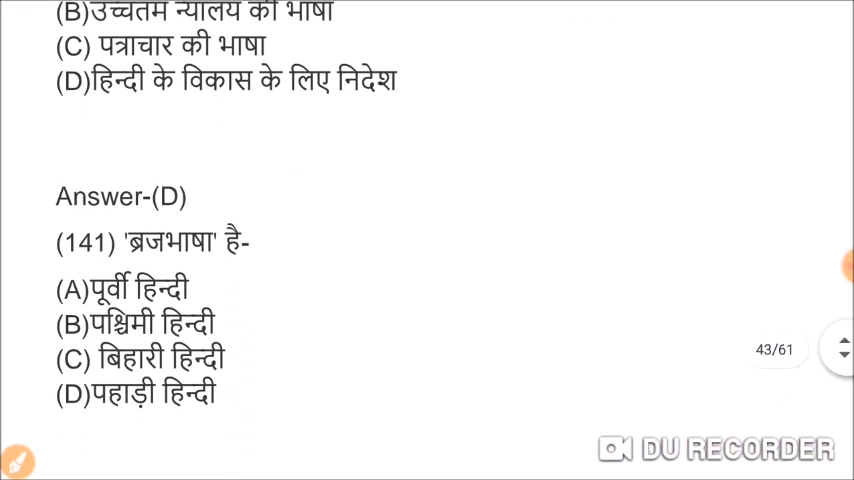 (B)उच्चतम न्यालय की भाषा
(C) पत्राचार की भाषा
(D)हिन्दी के विकास के लिए निदेश
Answer-(D)
(141) 'ब्रजभाषा' है-
(A)पूर्वी हिन्दी
(B)पश्चिमी हिन्दी
(C) बिहारी हिन्दी
43/61
(D)पहाड़ी हिन्दी
DU RECORDER